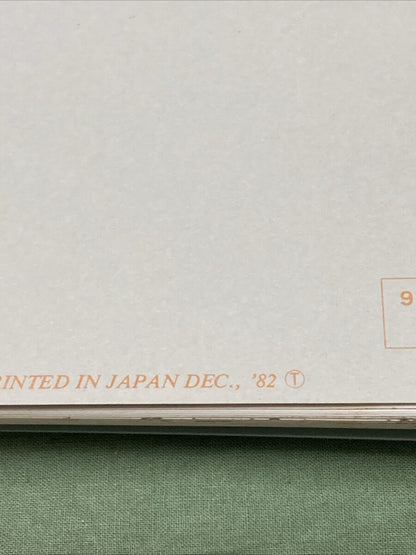 9
RINTED IN JAPAN DEC., '82 Ⓣ